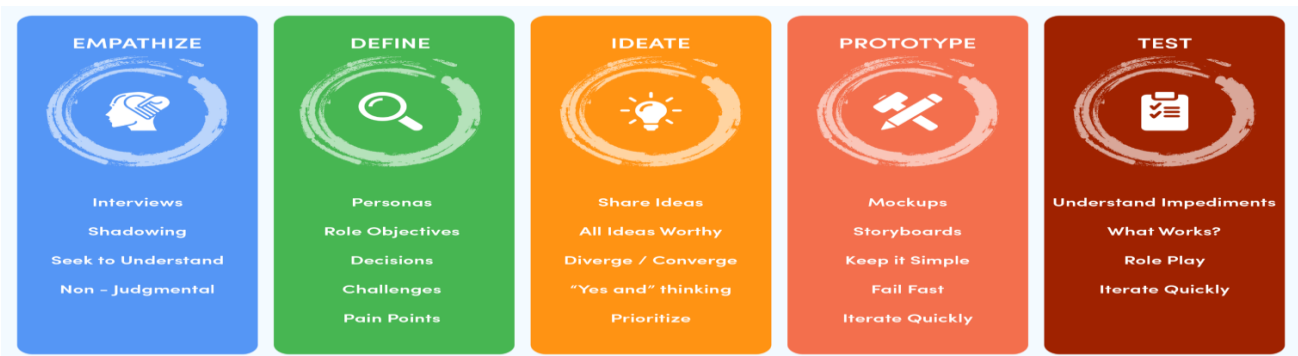 EMPATHIZE
Interviews
Shadowing
Seek to Understand
Non - Judgmental
DEFINE
Personas
Role Objectives
Decisions
Challenges
Pain Points
IDEATE
Share Ideas
All Ideas Worthy
Diverge / Converge
“Yes and” thinking
Prioritize
PROTOTYPE
Mockups
Storyboards
Keep it Simple
Fail Fast
Iterate Quickly
TEST
Understand Impediments
What Works?
Role Play
Iterate Quickly